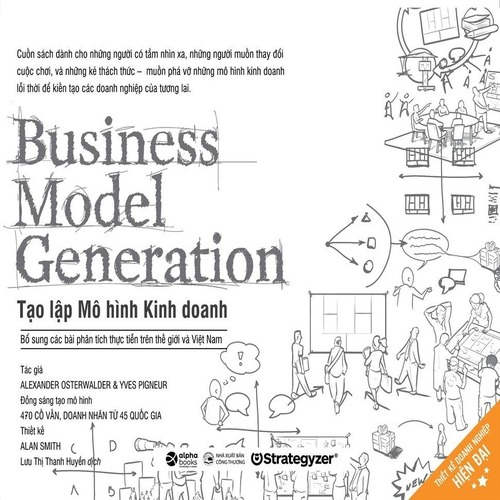 Cuốn sách dành cho những người có tầm nhìn xa, những người muốn thay đổi
cuộc chơi, và những kẻ thách thức – muốn phá vỡ những mô hình kinh doanh
lỗi thời để kiến tạo các doanh nghiệp của tương lai.
Business
Model
Generation
Tạo lập Mô hình Kinh doanh
Bổ sung các bài phân tích thực tiễn trên thế giới và Việt Nam
Tác giả
ALEXANDER OSTERWALDER & YVES PIGNEUR
Đồng sáng tạo mô hình
470 CỐ VẤN, DOANH NHÂN TỪ 45 QUỐC GIA
Thiết kế
ALAN SMITH
Lưu Thị Thanh Huyền dịch
alpha books
NHÀ XUẤT BẢN
CÔNG THƯƠNG
Strategyzer
THIẾT KẾ DOANH NGHIỆP
HIỆN ĐẠI
NEW
C
D